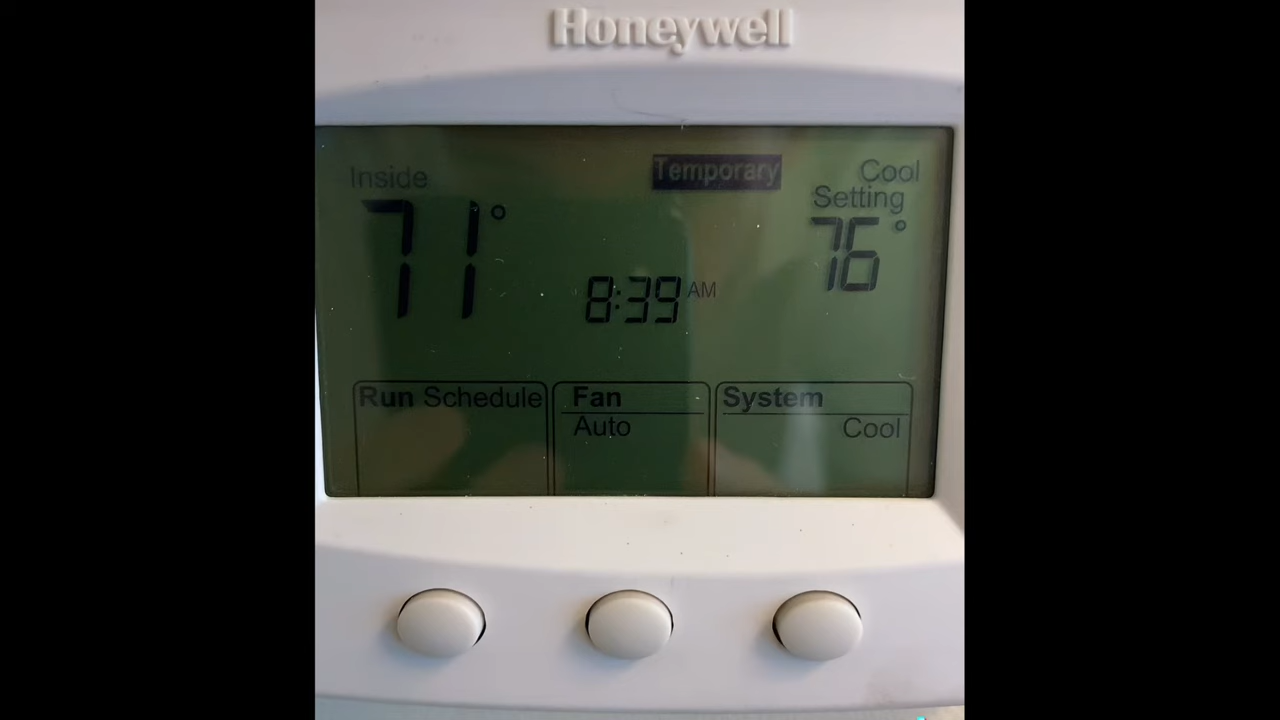 Honeywell
Inside
Temporary
Cool
Setting
71°
76°
8:39 AM
Run Schedule
Fan
System
Auto
Cool